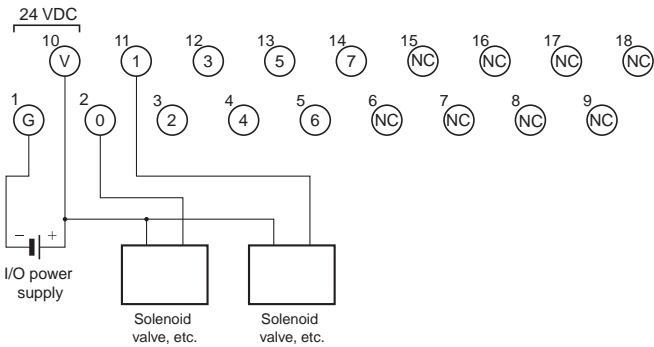 24 VDC
10 11 12 13 14 15 16 17 18
V 1 3 5 7 NC NC NC NC
1 2 3 4 5 6 7 8 9
G 0 2 4 6 NC NC NC NC
− +
I/O power
supply
Solenoid
valve, etc.
Solenoid
valve, etc.